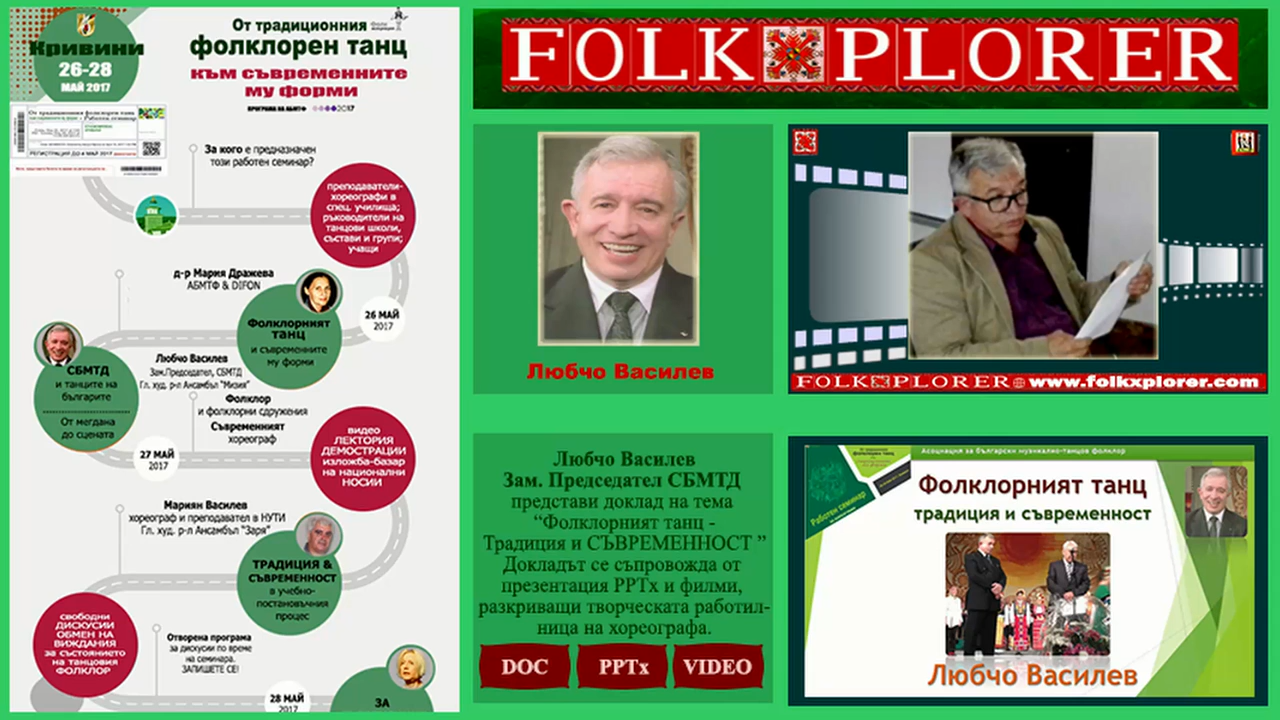 Кривини
26-28
МАЙ 2017
От традиционния
фолклорен танц
към съвременните
му форми
ПРОГРАМА НА АБМТФ
2017
РЕГИСТРАЦИЯ ДО 4 МАЙ 2017
За кого е предназначен
този работен семинар?
преподаватели-
хореографи в
спец. училища;
ръководители на
танцови школи,
състави и групи;
учащи
д-р Мария Дражева
АБМТФ & DIFON
26 МАЙ
2017
Фолклорният
танц
и съвременните
му форми
СБМТД
и танците на
българите
От мегдана
до сцената
Любчо Василев
Зам.Председател, СБМТД
Гл. худ. р-л Ансамбъл "Мизия"
Фолклор
и фолклорни сдружения
Съвременният
хореограф
27 МАЙ
2017
видео
ЛЕКТОРИЯ
ДЕМОСТРАЦИИ
изложба-базар
на национални
НОСИИ
Мариян Василев
хореограф и преподавател в НУТИ
Гл. худ. р-л Ансамбъл "Заря"
ТРАДИЦИЯ &
СЪВРЕМЕННОСТ
в учебно-
постановъчния
процес
свободни
ДИСКУСИИ
ОБМЕН НА
ВИЖДАНИЯ
за състоянието
на танцовия
ФОЛКЛОР
Отворена програма
за дискусии по време
на семинара.
ЗАПИШЕТЕ СЕ!
28 МАЙ
2017
ЗА
FOLKXPLORER
Любчо Василев
FOLKXPLORER www.folkxplorer.com
Любчо Василев
Зам. Председател СБМТД
представи доклад на тема
“Фолклорният танц -
Традиция и СЪВРЕМЕННОСТ ”
Докладът се съпровожда от
презентация PPTx и филми,
разкриващи творческата работил-
ница на хореографа.
DOC
PPTx
VIDEO
Асоциация за български музикално-танцов фолклор
Работен семинар
Фолклорният танц
традиция и съвременност
Любчо Василев